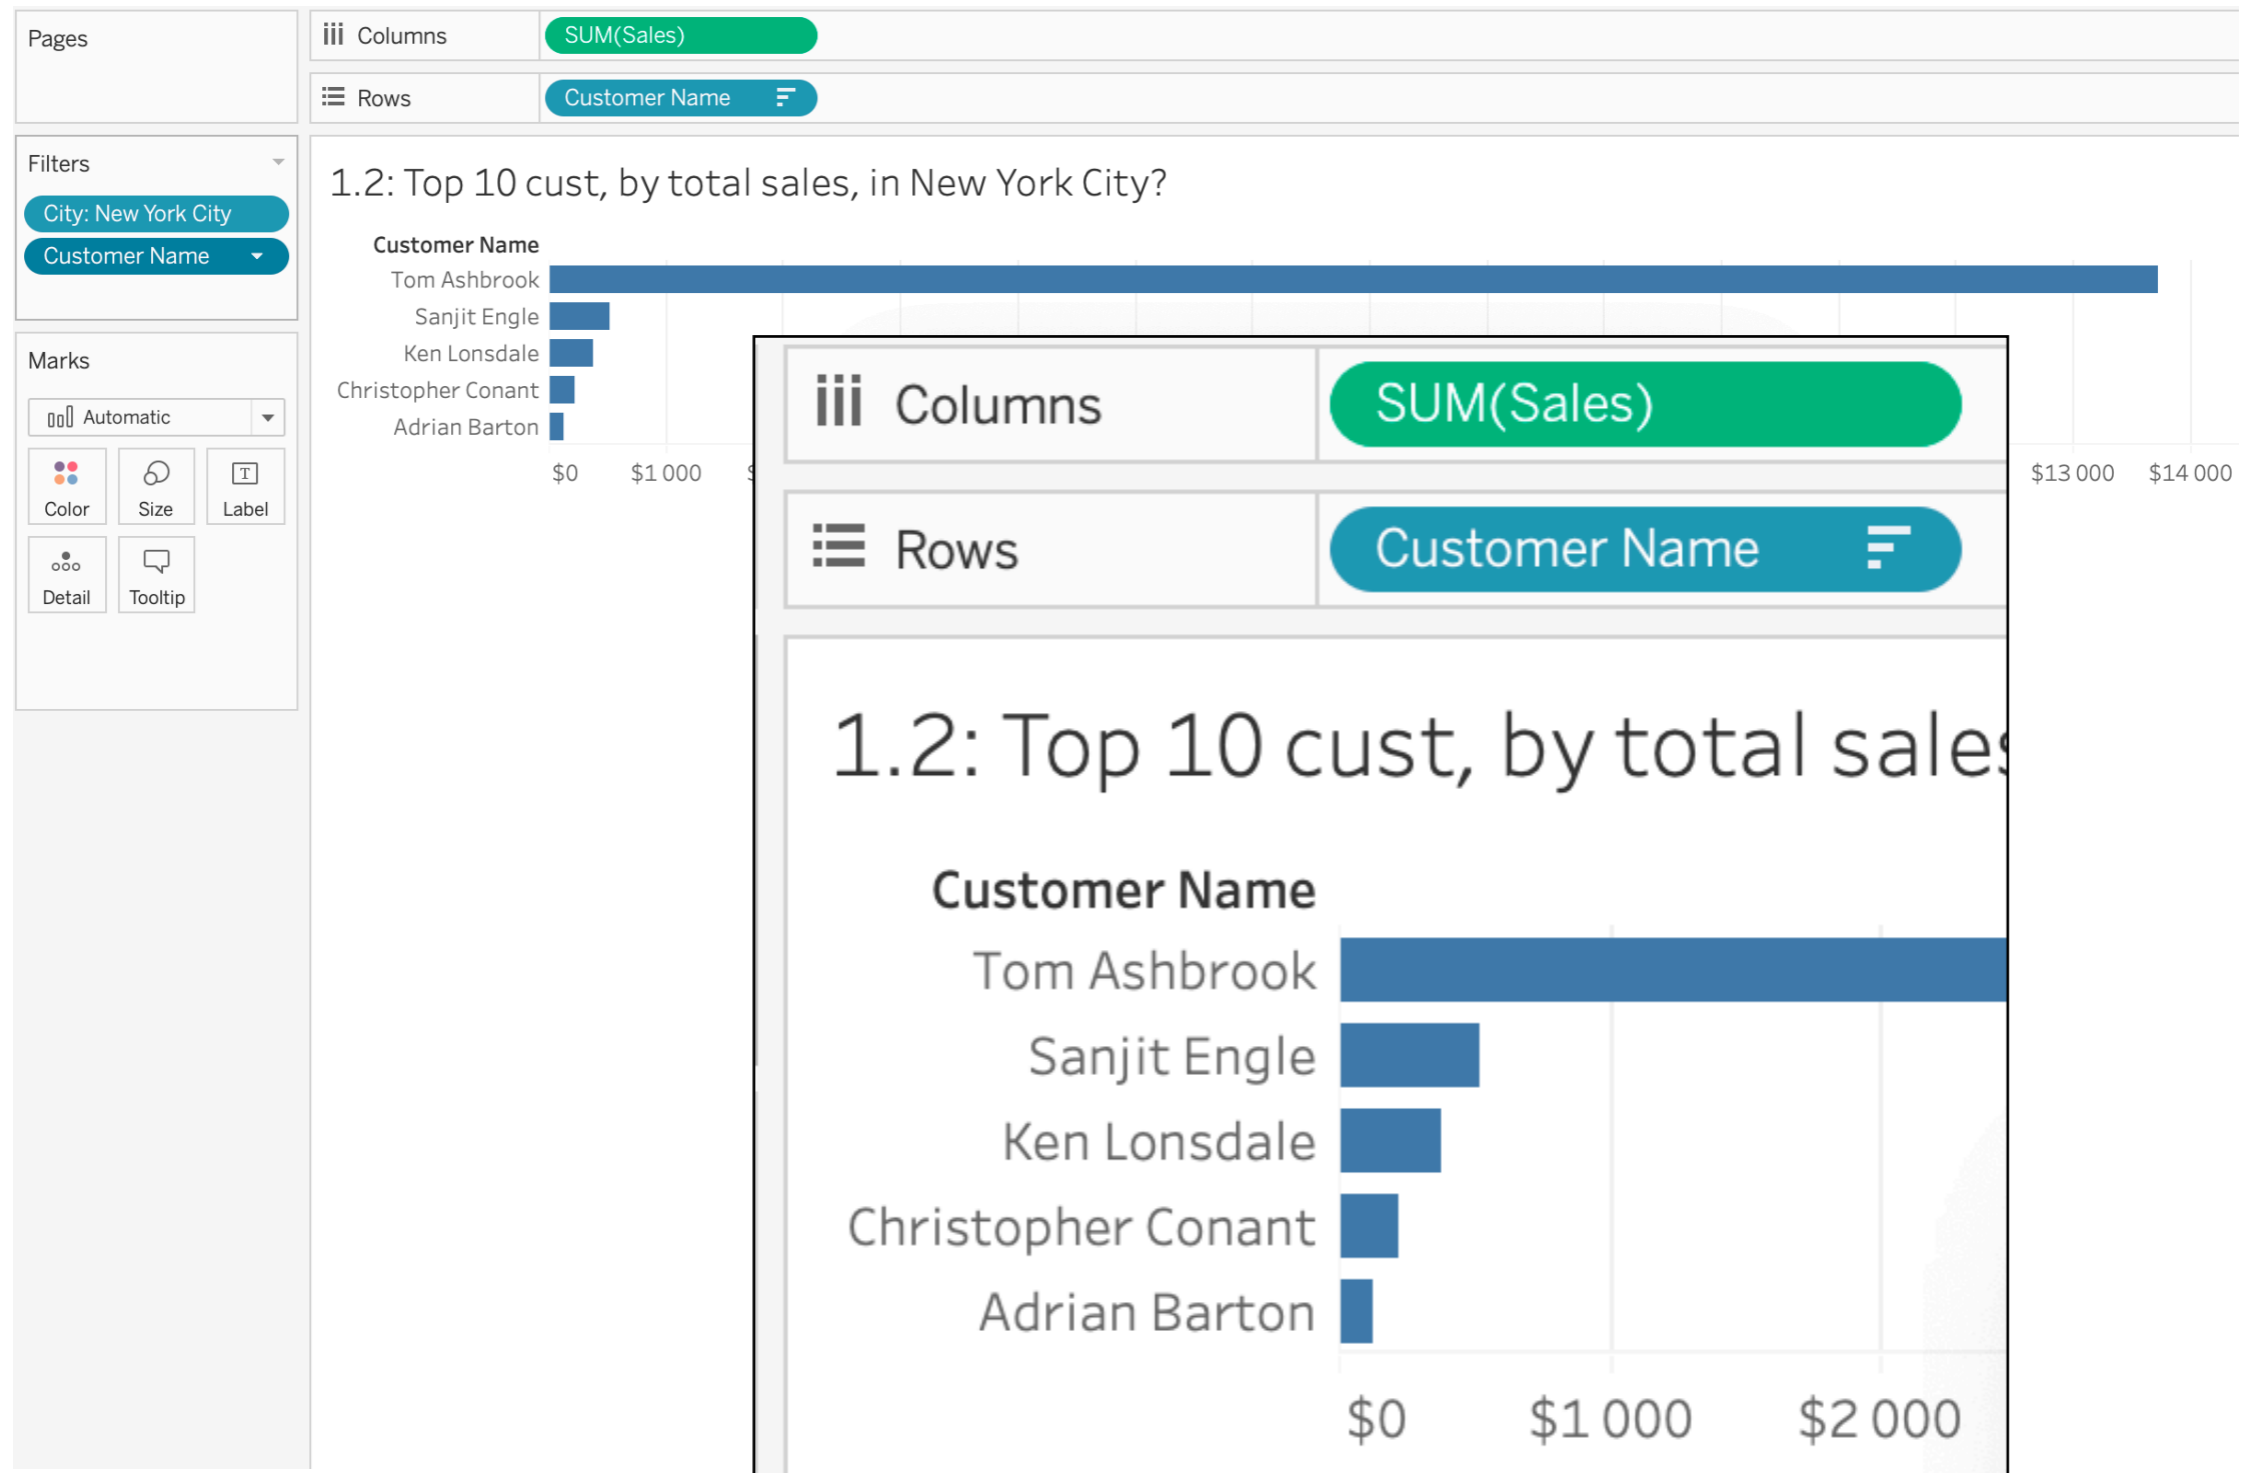 Pages
Columns
SUM(Sales)
Rows
Customer Name
Filters
City: New York City
Customer Name
Marks
Automatic
Color
Size
Label
Detail
Tooltip
1.2: Top 10 cust, by total sales, in New York City?
Customer Name
Tom Ashbrook
Sanjit Engle
Ken Lonsdale
Christopher Conant
Adrian Barton
$0 $1 000 $13 000 $14 000
Columns
SUM(Sales)
Rows
Customer Name
1.2: Top 10 cust, by total sales
Customer Name
Tom Ashbrook
Sanjit Engle
Ken Lonsdale
Christopher Conant
Adrian Barton
$0 $1 000 $2 000